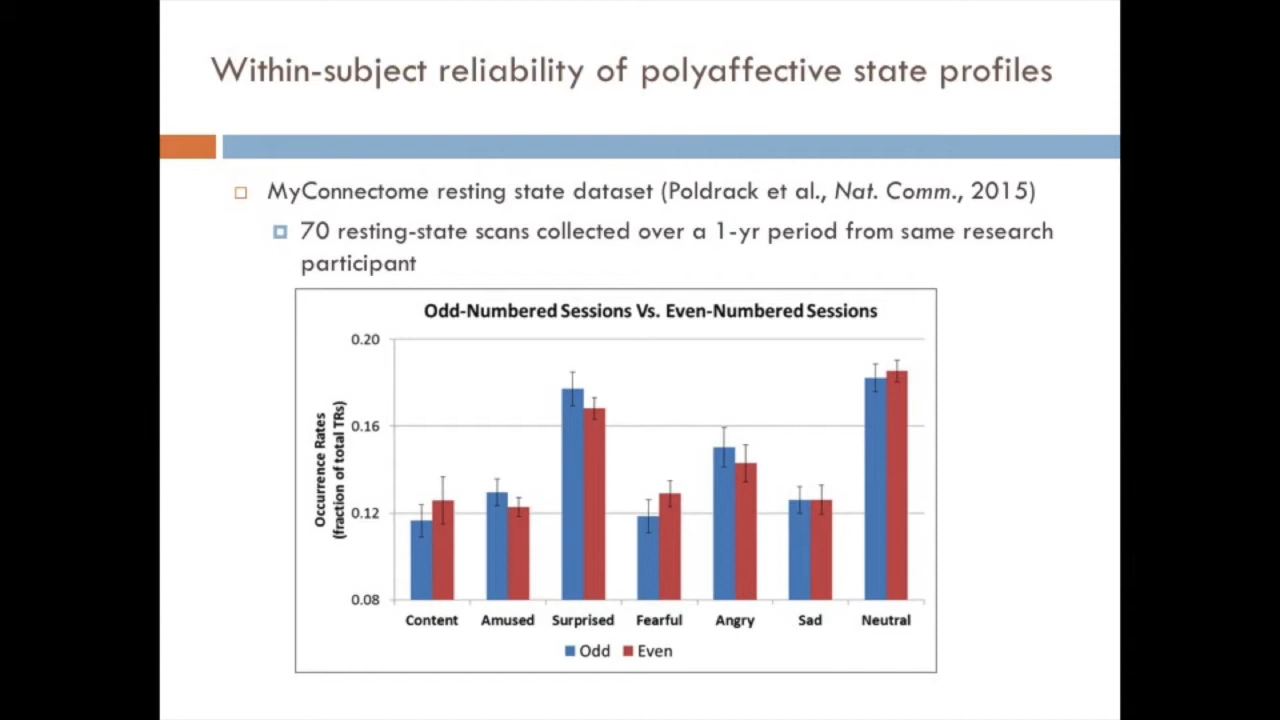 Within-subject reliability of polyaffective state profiles
MyConnectome resting state dataset (Poldrack et al., Nat. Comm., 2015)
70 resting-state scans collected over a 1-yr period from same research
participant
Odd-Numbered Sessions Vs. Even-Numbered Sessions
Occurrence Rates
(fraction of total TRs)
0.20
0.16
0.12
0.08
Content Amused Surprised Fearful Angry Sad Neutral
Odd Even